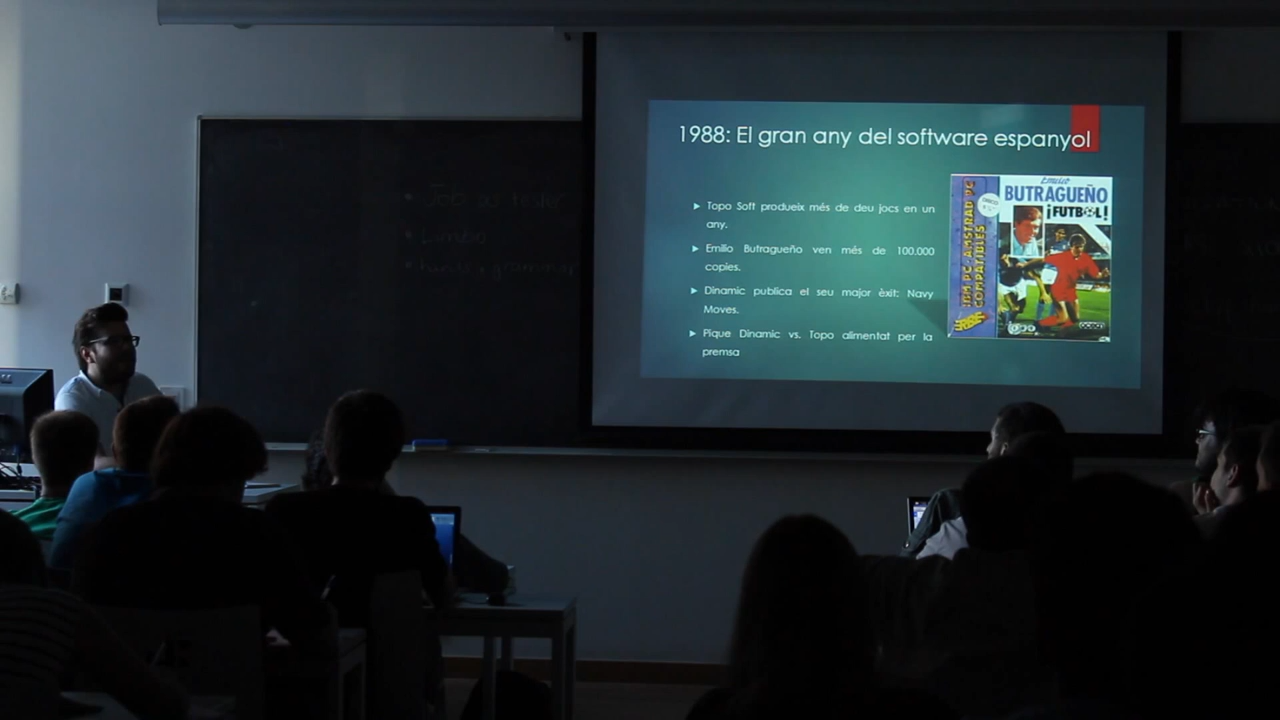 1988: El gran any del software espanyol
Topo Soft produeix més de deu jocs en un
any.
Emilio Butragueño ven més de 100.000
copies.
Dinamic publica el seu major èxit: Navy
Moves.
Pique Dinamic vs. Topo alimentat per la
premsa
Emilio
BUTRAGUEÑO
¡FUTBOL!
IBM PC AMSTRAD PC
COMPATIBLES
Limbo